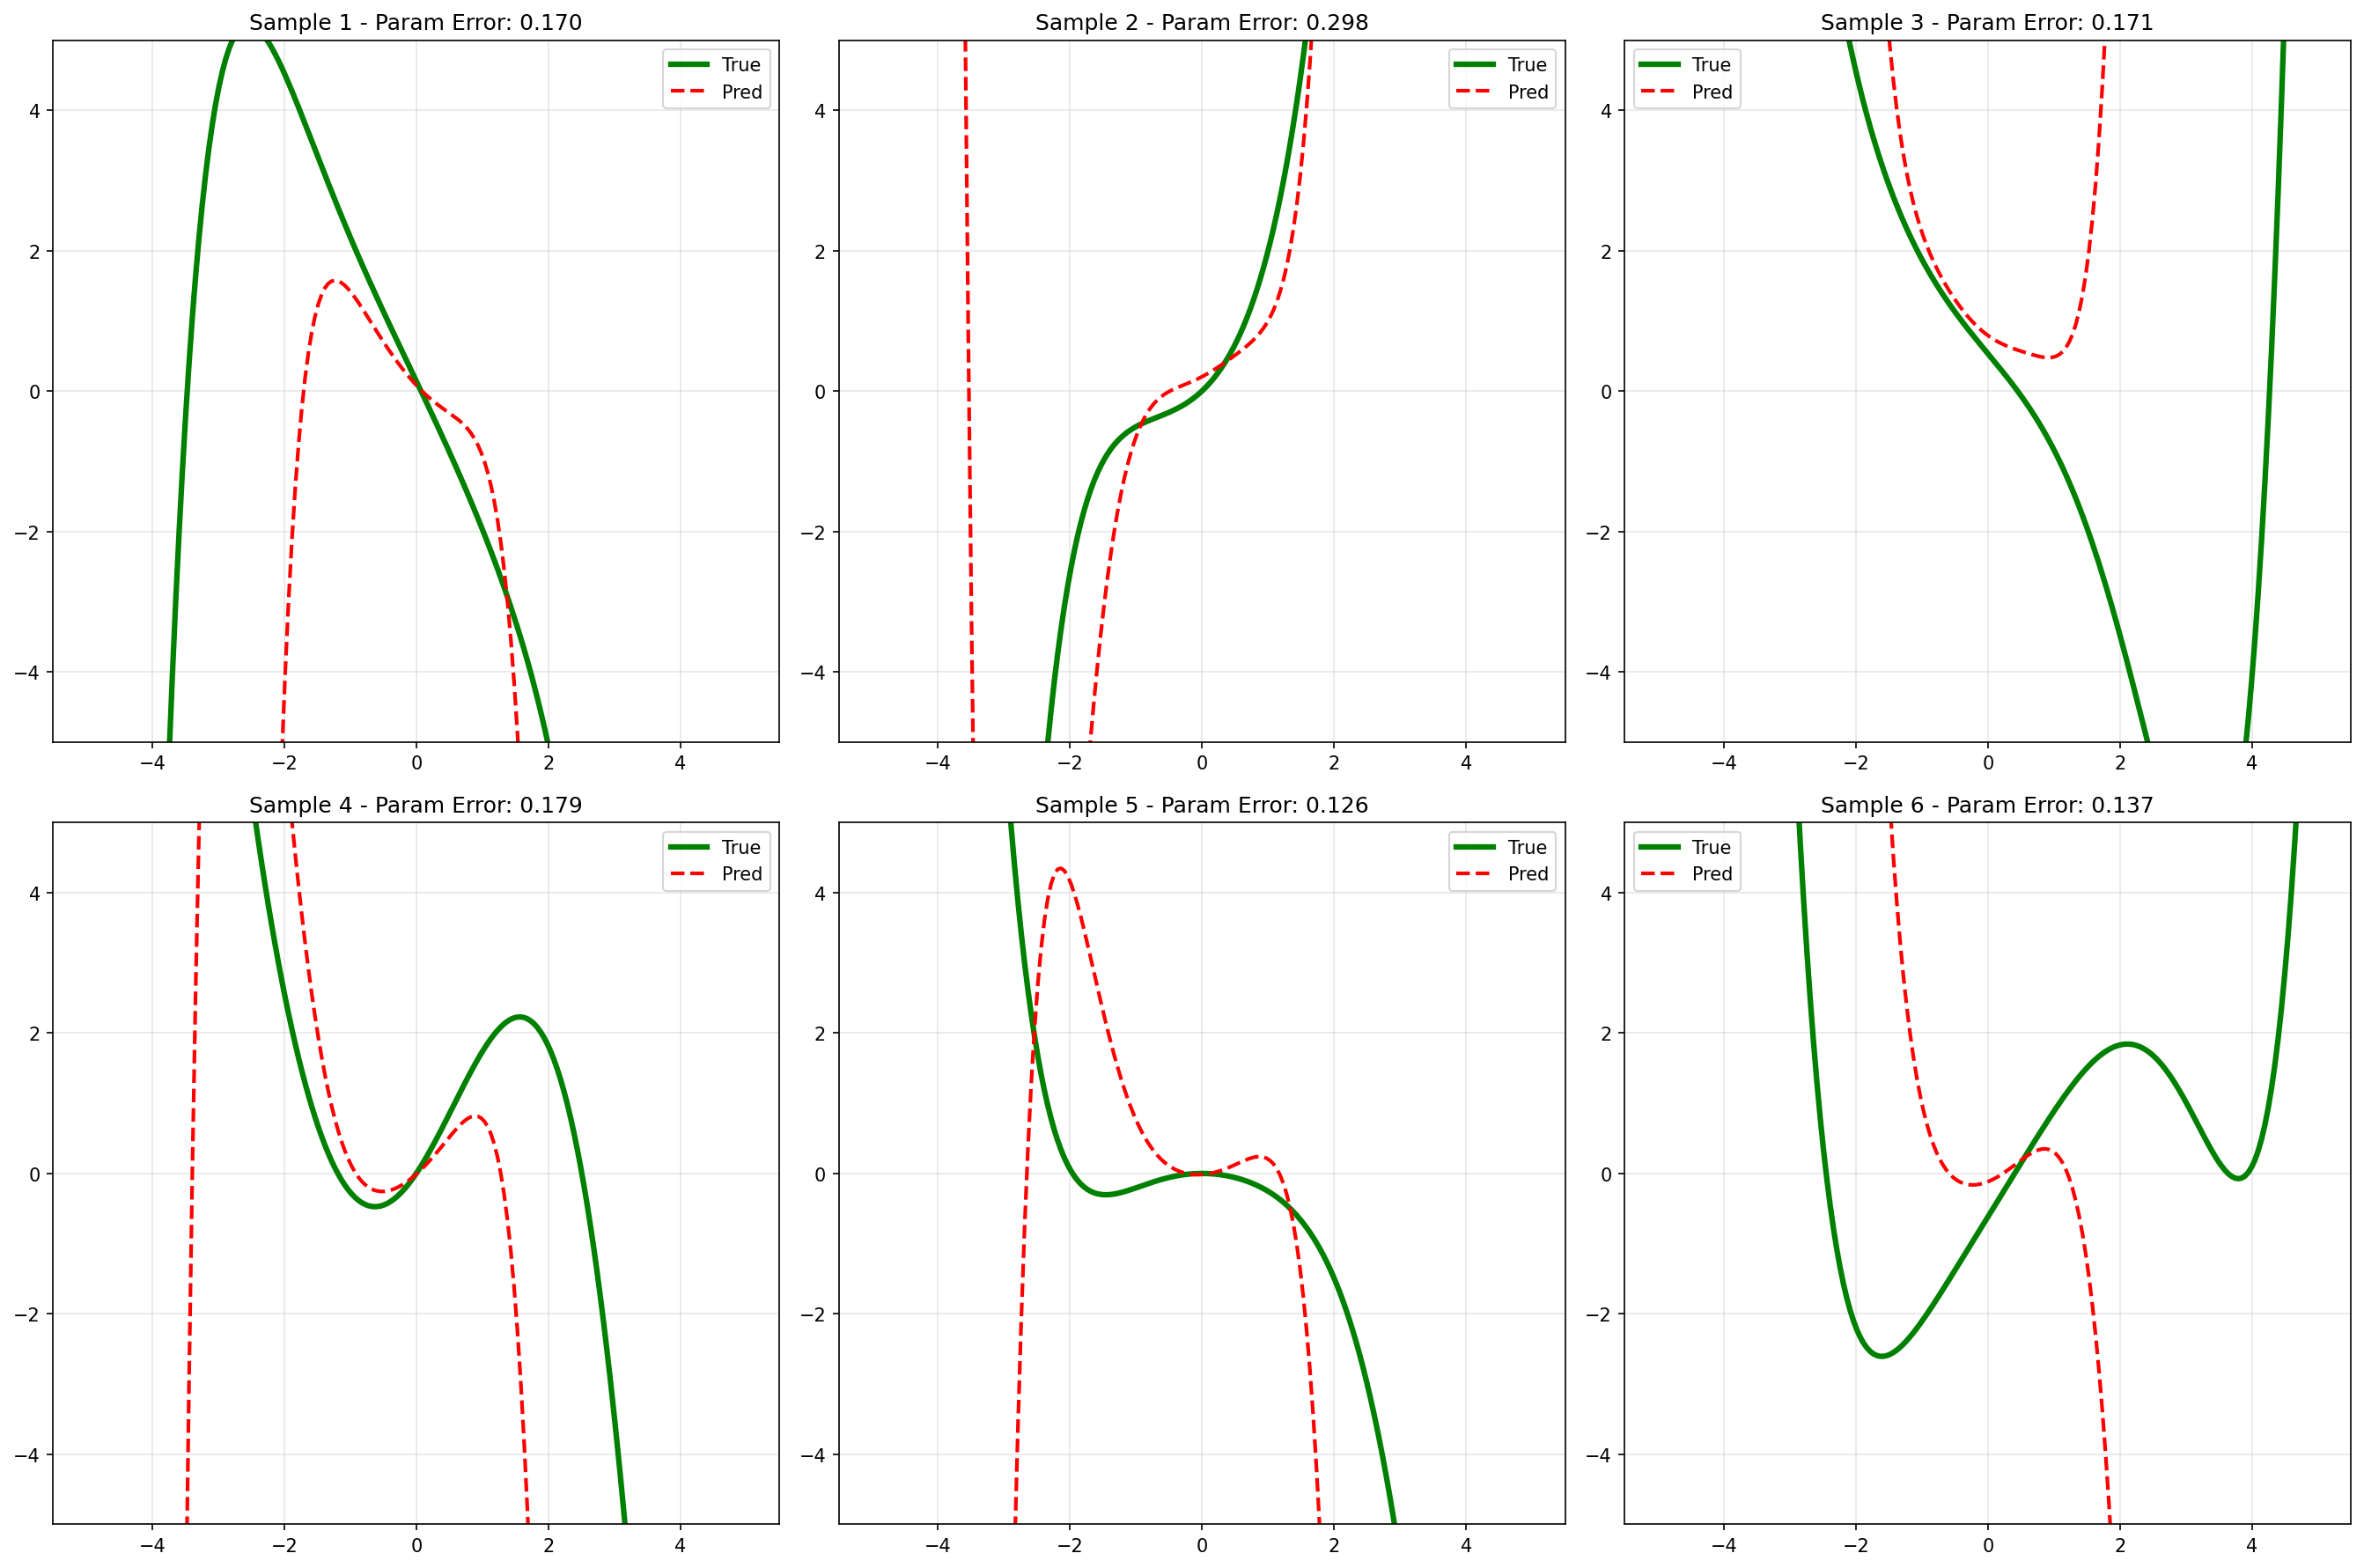 Sample 1 - Param Error: 0.170
True
Pred
4
2
0
−2
−4
−4 −2 0 2 4
Sample 2 - Param Error: 0.298
True
Pred
4
2
0
−2
−4
−4 −2 0 2 4
Sample 3 - Param Error: 0.171
True
Pred
4
2
0
−2
−4
−4 −2 0 2 4
Sample 4 - Param Error: 0.179
True
Pred
4
2
0
−2
−4
−4 −2 0 2 4
Sample 5 - Param Error: 0.126
True
Pred
4
2
0
−2
−4
−4 −2 0 2 4
Sample 6 - Param Error: 0.137
True
Pred
4
2
0
−2
−4
−4 −2 0 2 4